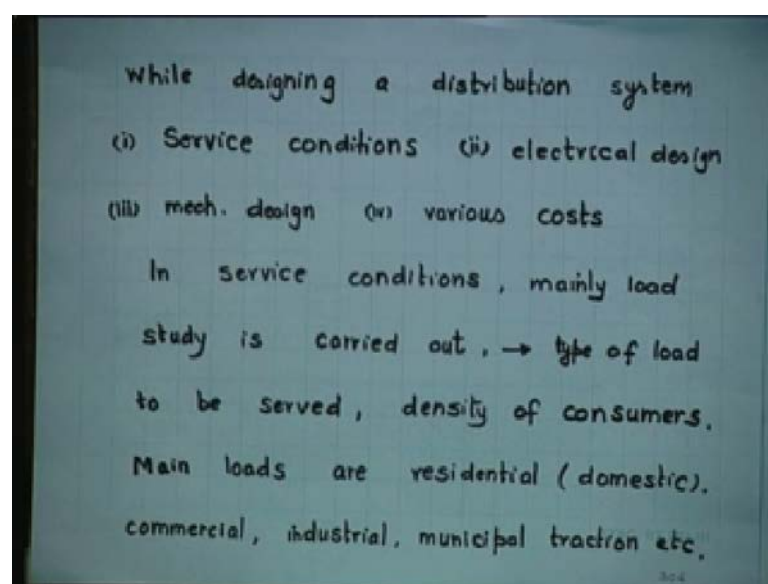 While designing a distribution system
(i) Service conditions (ii) electrical design
(iii) mech. design (iv) various costs
In service conditions, mainly load
study is carried out. → type of load
to be served, density of consumers.
Main loads are residential (domestic).
commercial, industrial, municipal traction etc.